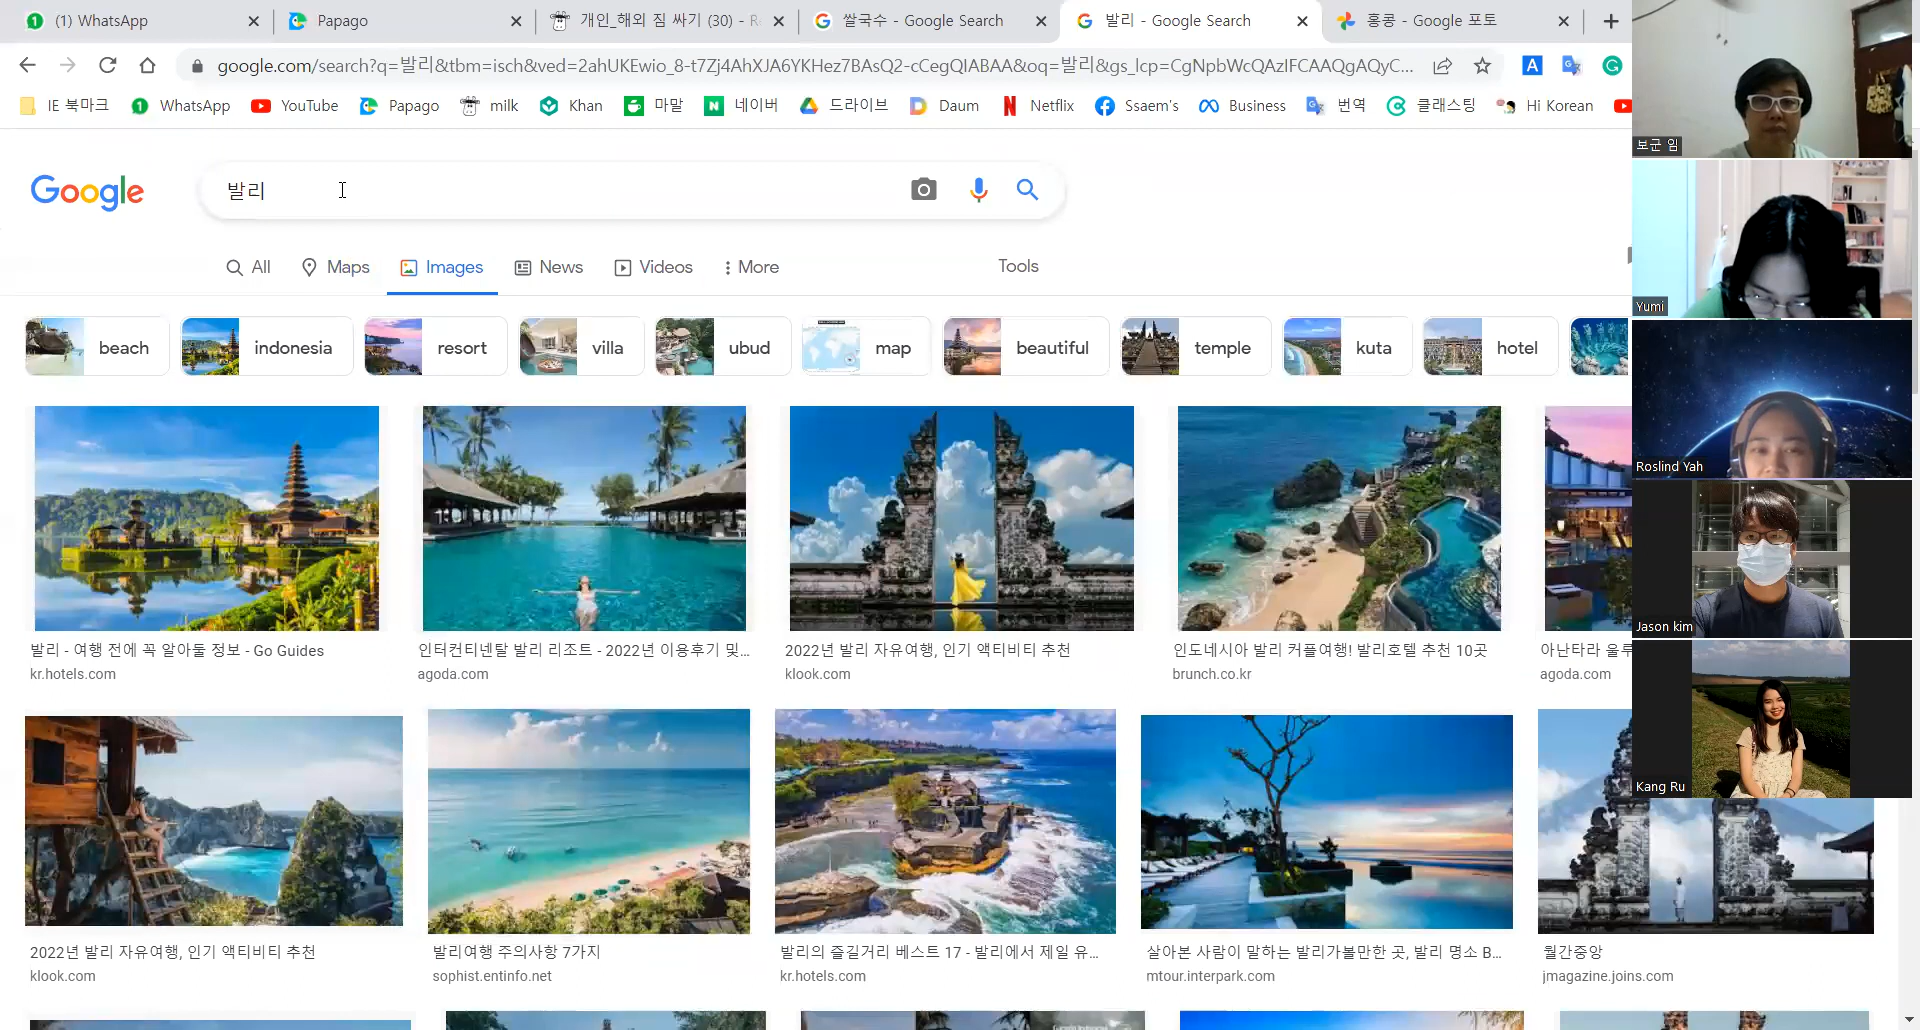 (1) WhatsApp
Papago
개인_해외 짐 싸기 (30) - R
쌀국수 - Google Search
발리 - Google Search
홍콩 - Google 포토
google.com/search?q=발리&tbm=isch&ved=2ahUKEwio_8-t7Zj4AhXJA6YKHez7BAsQ2-cCegQIABAA&oq=발리&gs_lcp=CgNpbWcQAzIFCAAQgAQyC...
IE 북마크
WhatsApp
YouTube
Papago
milk
Khan
마말
네이버
드라이브
Daum
Netflix
Ssaem's
Business
번역
클래스팅
Hi Korean
Google
발리
All
Maps
Images
News
Videos
More
Tools
beach
indonesia
resort
villa
ubud
map
beautiful
temple
kuta
hotel
발리 - 여행 전에 꼭 알아둘 정보 - Go Guides
kr.hotels.com
인터컨티넨탈 발리 리조트 - 2022년 이용후기 및...
agoda.com
2022년 발리 자유여행, 인기 액티비티 추천
klook.com
인도네시아 발리 커플여행! 발리호텔 추천 10곳
brunch.co.kr
아난타라 울루
agoda.com
2022년 발리 자유여행, 인기 액티비티 추천
klook.com
발리여행 주의사항 7가지
sophist.entinfo.net
발리의 즐길거리 베스트 17 - 발리에서 제일 유...
kr.hotels.com
살아본 사람이 말하는 발리가볼만한 곳, 발리 명소 B...
mtour.interpark.com
월간중앙
jmagazine.joins.com
보군 임
Yumi
Roslind Yah
Jason kim
Kang Ru